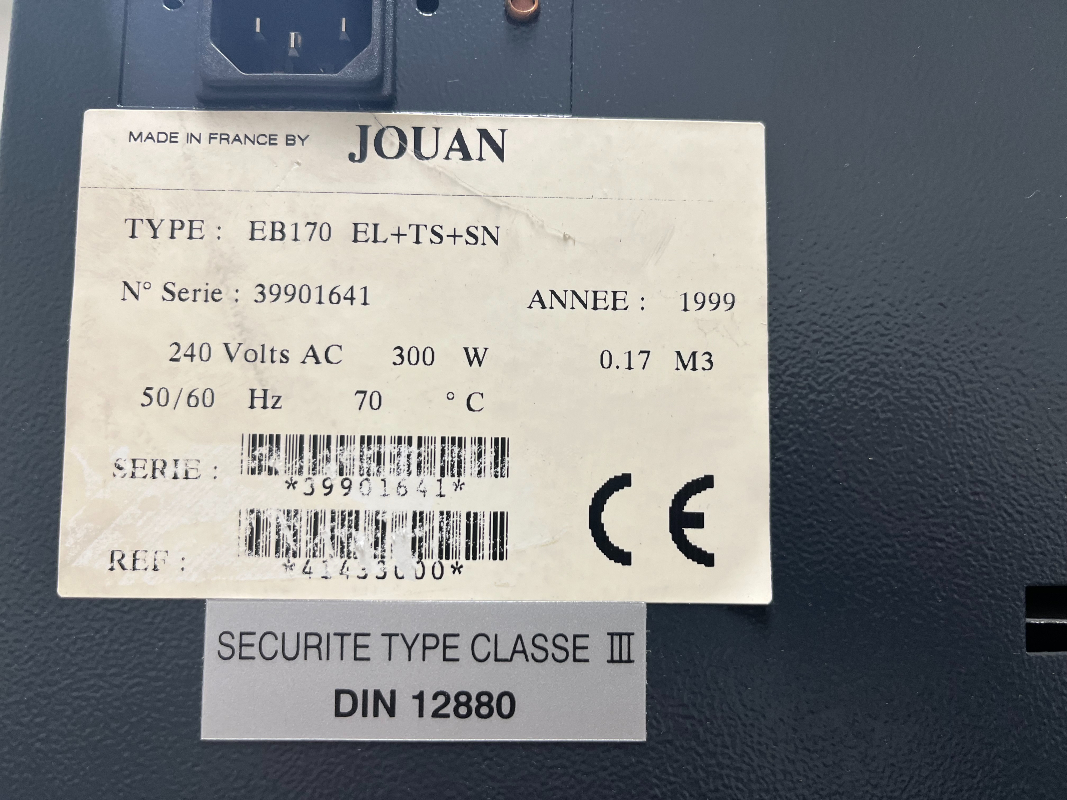 MADE IN FRANCE BY JOUAN
TYPE : EB170 EL+TS+SN
N° Serie : 39901641 ANNEE : 1999
240 Volts AC 300 W 0.17 M3
50/60 Hz 70 ° C
SERIE :
*39901641*
REF :
*41433000*
CE
SECURITE TYPE CLASSE III
DIN 12880